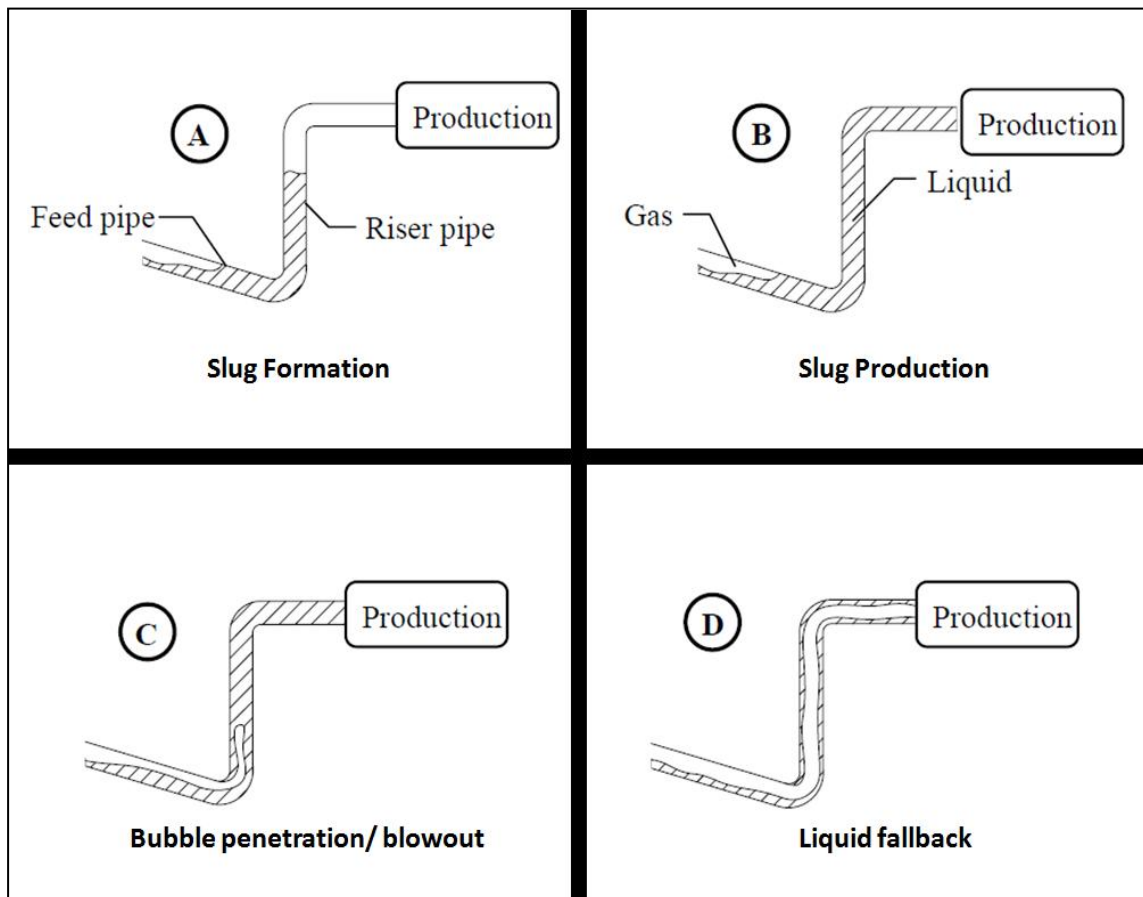 A
Production
Feed pipe
Riser pipe
Slug Formation
B
Production
Liquid
Gas
Slug Production
C
Production
Bubble penetration/ blowout
D
Production
Liquid fallback